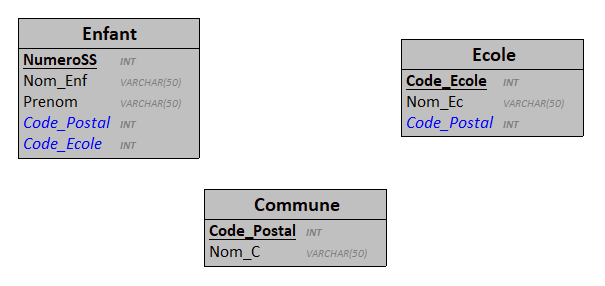 Enfant
NumeroSS INT
Nom_Enf VARCHAR(50)
Prenom VARCHAR(50)
Code_Postal INT
Code_Ecole INT
Ecole
Code_Ecole INT
Nom_Ec VARCHAR(50)
Code_Postal INT
Commune
Code_Postal INT
Nom_C VARCHAR(50)